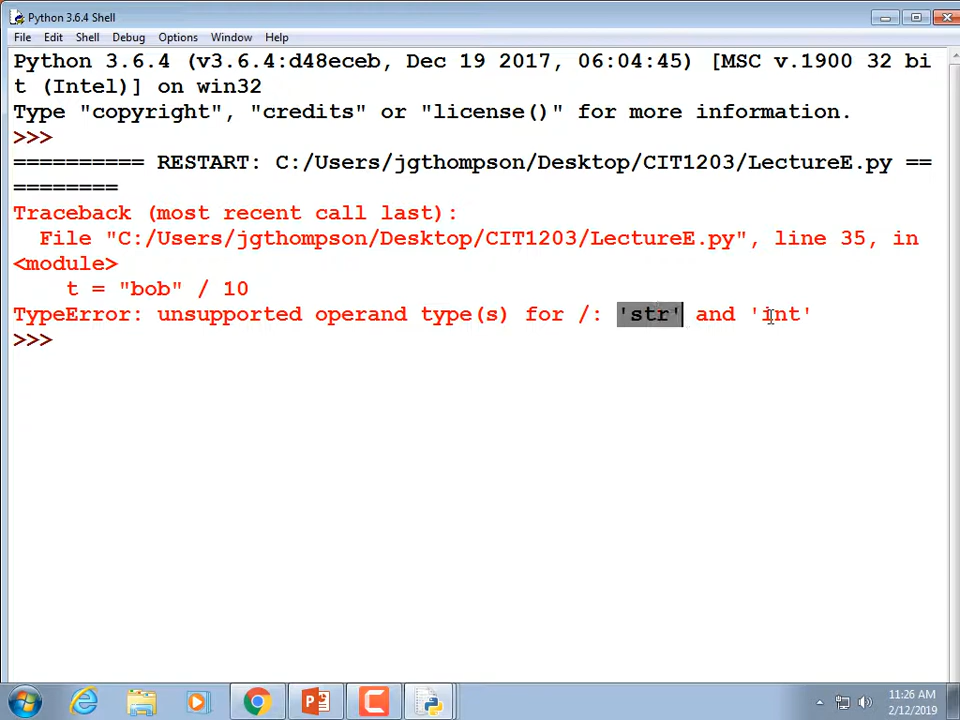 Python 3.6.4 Shell
File Edit Shell Debug Options Window Help
Python 3.6.4 (v3.6.4:d48eceb, Dec 19 2017, 06:04:45) [MSC v.1900 32 bi
t (Intel)] on win32
Type "copyright", "credits" or "license()" for more information.
>>>
========== RESTART: C:/Users/jgthompson/Desktop/CIT1203/LectureE.py ==
========
Traceback (most recent call last):
  File "C:/Users/jgthompson/Desktop/CIT1203/LectureE.py", line 35, in
<module>
    t = "bob" / 10
TypeError: unsupported operand type(s) for /: 'str' and 'int'
>>>
11:26 AM
2/12/2019